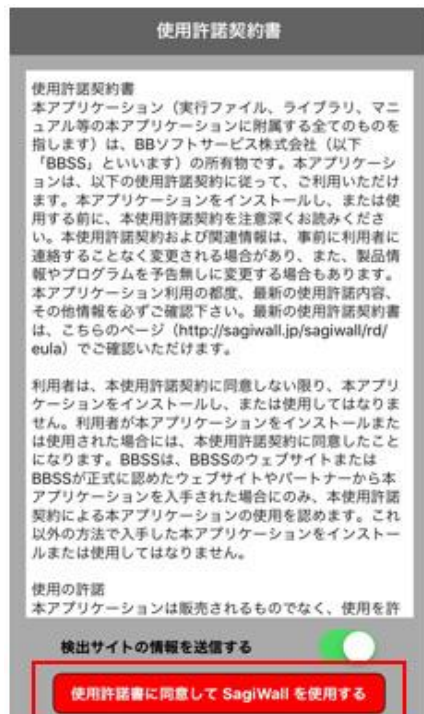 使用許諾契約書
使用許諾契約書
本アプリケーション（実行ファイル、ライブラリ、マニ
ュアル等の本アプリケーションに附属する全てのものを
指します）は、BBソフトサービス株式会社（以下
「BBSS」といいます）の所有物です。本アプリケーシ
ョンは、以下の使用許諾契約に従って、ご利用いただけ
ます。本アプリケーションをインストールし、または使
用する前に、本使用許諾契約を注意深くお読みくださ
い。本使用許諾契約および関連情報は、事前に利用者に
連絡することなく変更される場合があり、また、製品情
報やプログラムを予告無しに変更する場合もあります。
本アプリケーション利用の都度、最新の使用許諾内容、
その他情報を必ずご確認下さい。最新の使用許諾契約書
は、こちらのページ（http://sagiwall.jp/sagiwall/rd/
eula）でご確認いただけます。
利用者は、本使用許諾契約に同意しない限り、本アプリ
ケーションをインストールし、または使用してはなりま
せん。利用者が本アプリケーションをインストールまた
は使用された場合には、本使用許諾契約に同意したこと
になります。BBSSは、BBSSのウェブサイトまたは
BBSSが正式に認めたウェブサイトやパートナーから本
アプリケーションを入手された場合にのみ、本使用許諾
契約による本アプリケーションの使用を認めます。これ
以外の方法で入手した本アプリケーションをインストー
ルまたは使用してはなりません。
使用の許諾
本アプリケーションは販売されるものでなく、使用を許
検出サイトの情報を送信する
使用許諾書に同意して SagiWall を使用する